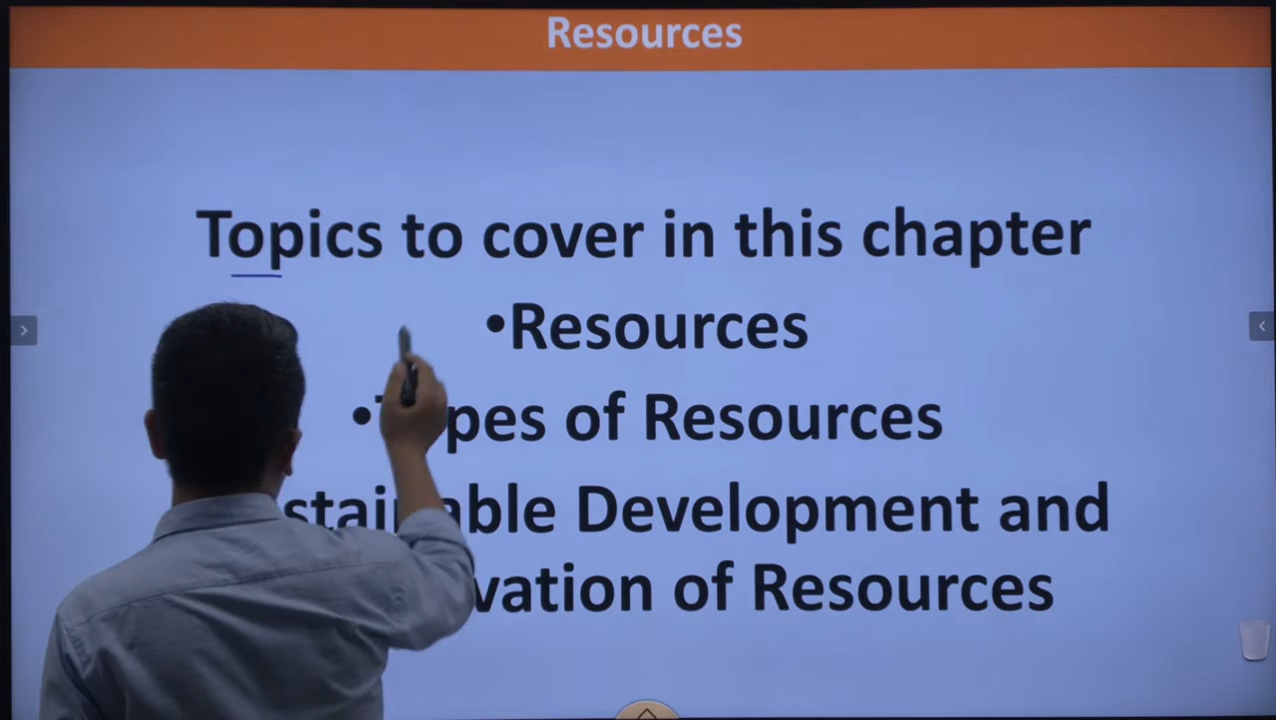 Resources
Topics to cover in this chapter
•Resources
of Resources
Development and
of Resources